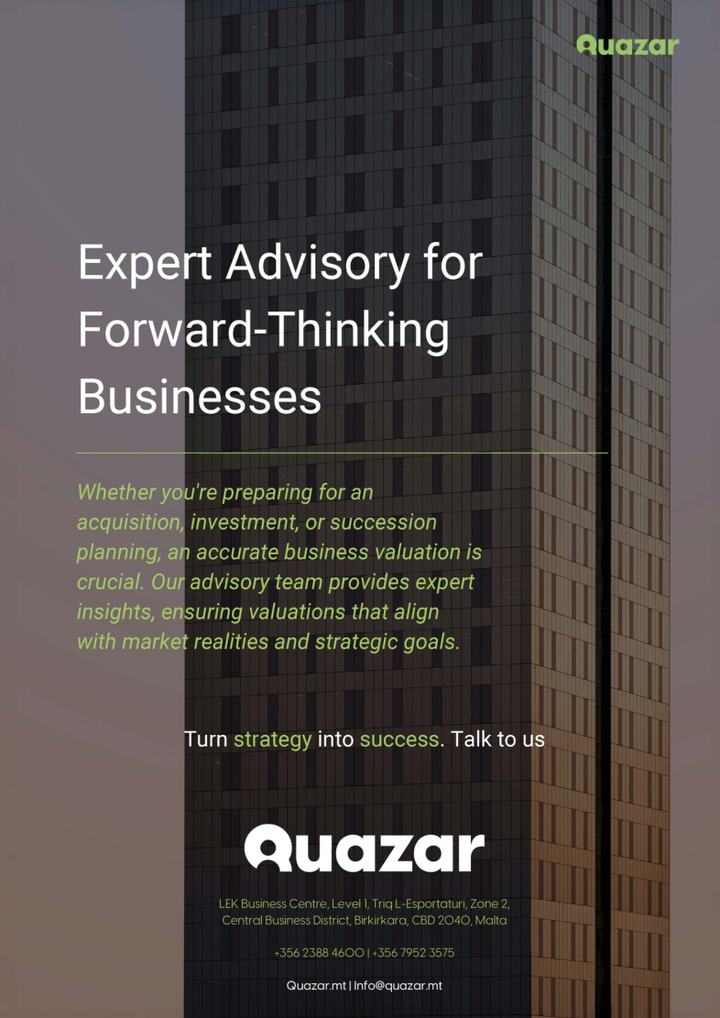 Quazar
Expert Advisory for
Forward-Thinking
Businesses
Whether you're preparing for an
acquisition, investment, or succession
planning, an accurate business valuation is
crucial. Our advisory team provides expert
insights, ensuring valuations that align
with market realities and strategic goals.
Turn strategy into success. Talk to us
Quazar
LEK Business Centre, Level 1, Triq L-Esportaturi, Zone 2,
Central Business District, Birkirkara, CBD 2040, Malta
+356 2388 4600 | +356 7952 3575
Quazar.mt | Info@quazar.mt